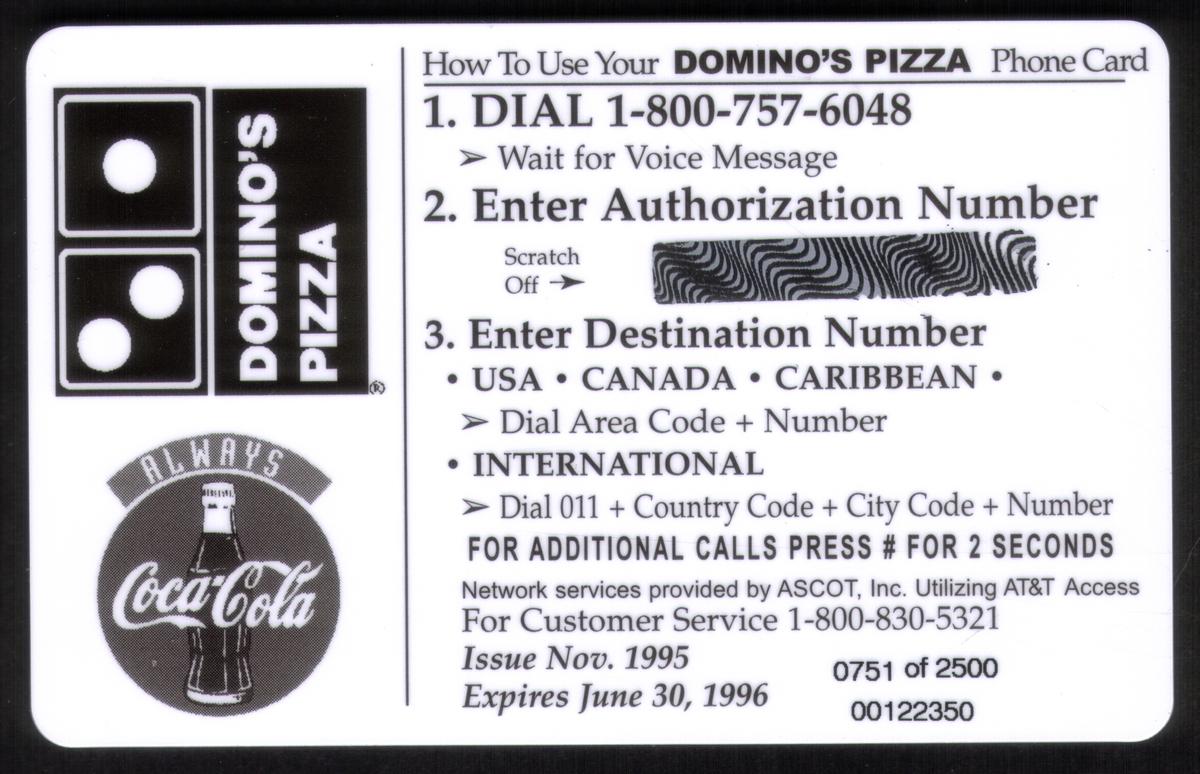 DOMINO'S
PIZZA
®
ALWAYS
Coca-Cola
How To Use Your DOMINO'S PIZZA Phone Card
1. DIAL 1-800-757-6048
➢ Wait for Voice Message
2. Enter Authorization Number
Scratch
Off ➛
3. Enter Destination Number
• USA • CANADA • CARIBBEAN •
➢ Dial Area Code + Number
• INTERNATIONAL
➢ Dial 011 + Country Code + City Code + Number
FOR ADDITIONAL CALLS PRESS # FOR 2 SECONDS
Network services provided by ASCOT, Inc. Utilizing AT&T Access
For Customer Service 1-800-830-5321
Issue Nov. 1995
Expires June 30, 1996
0751 of 2500
00122350